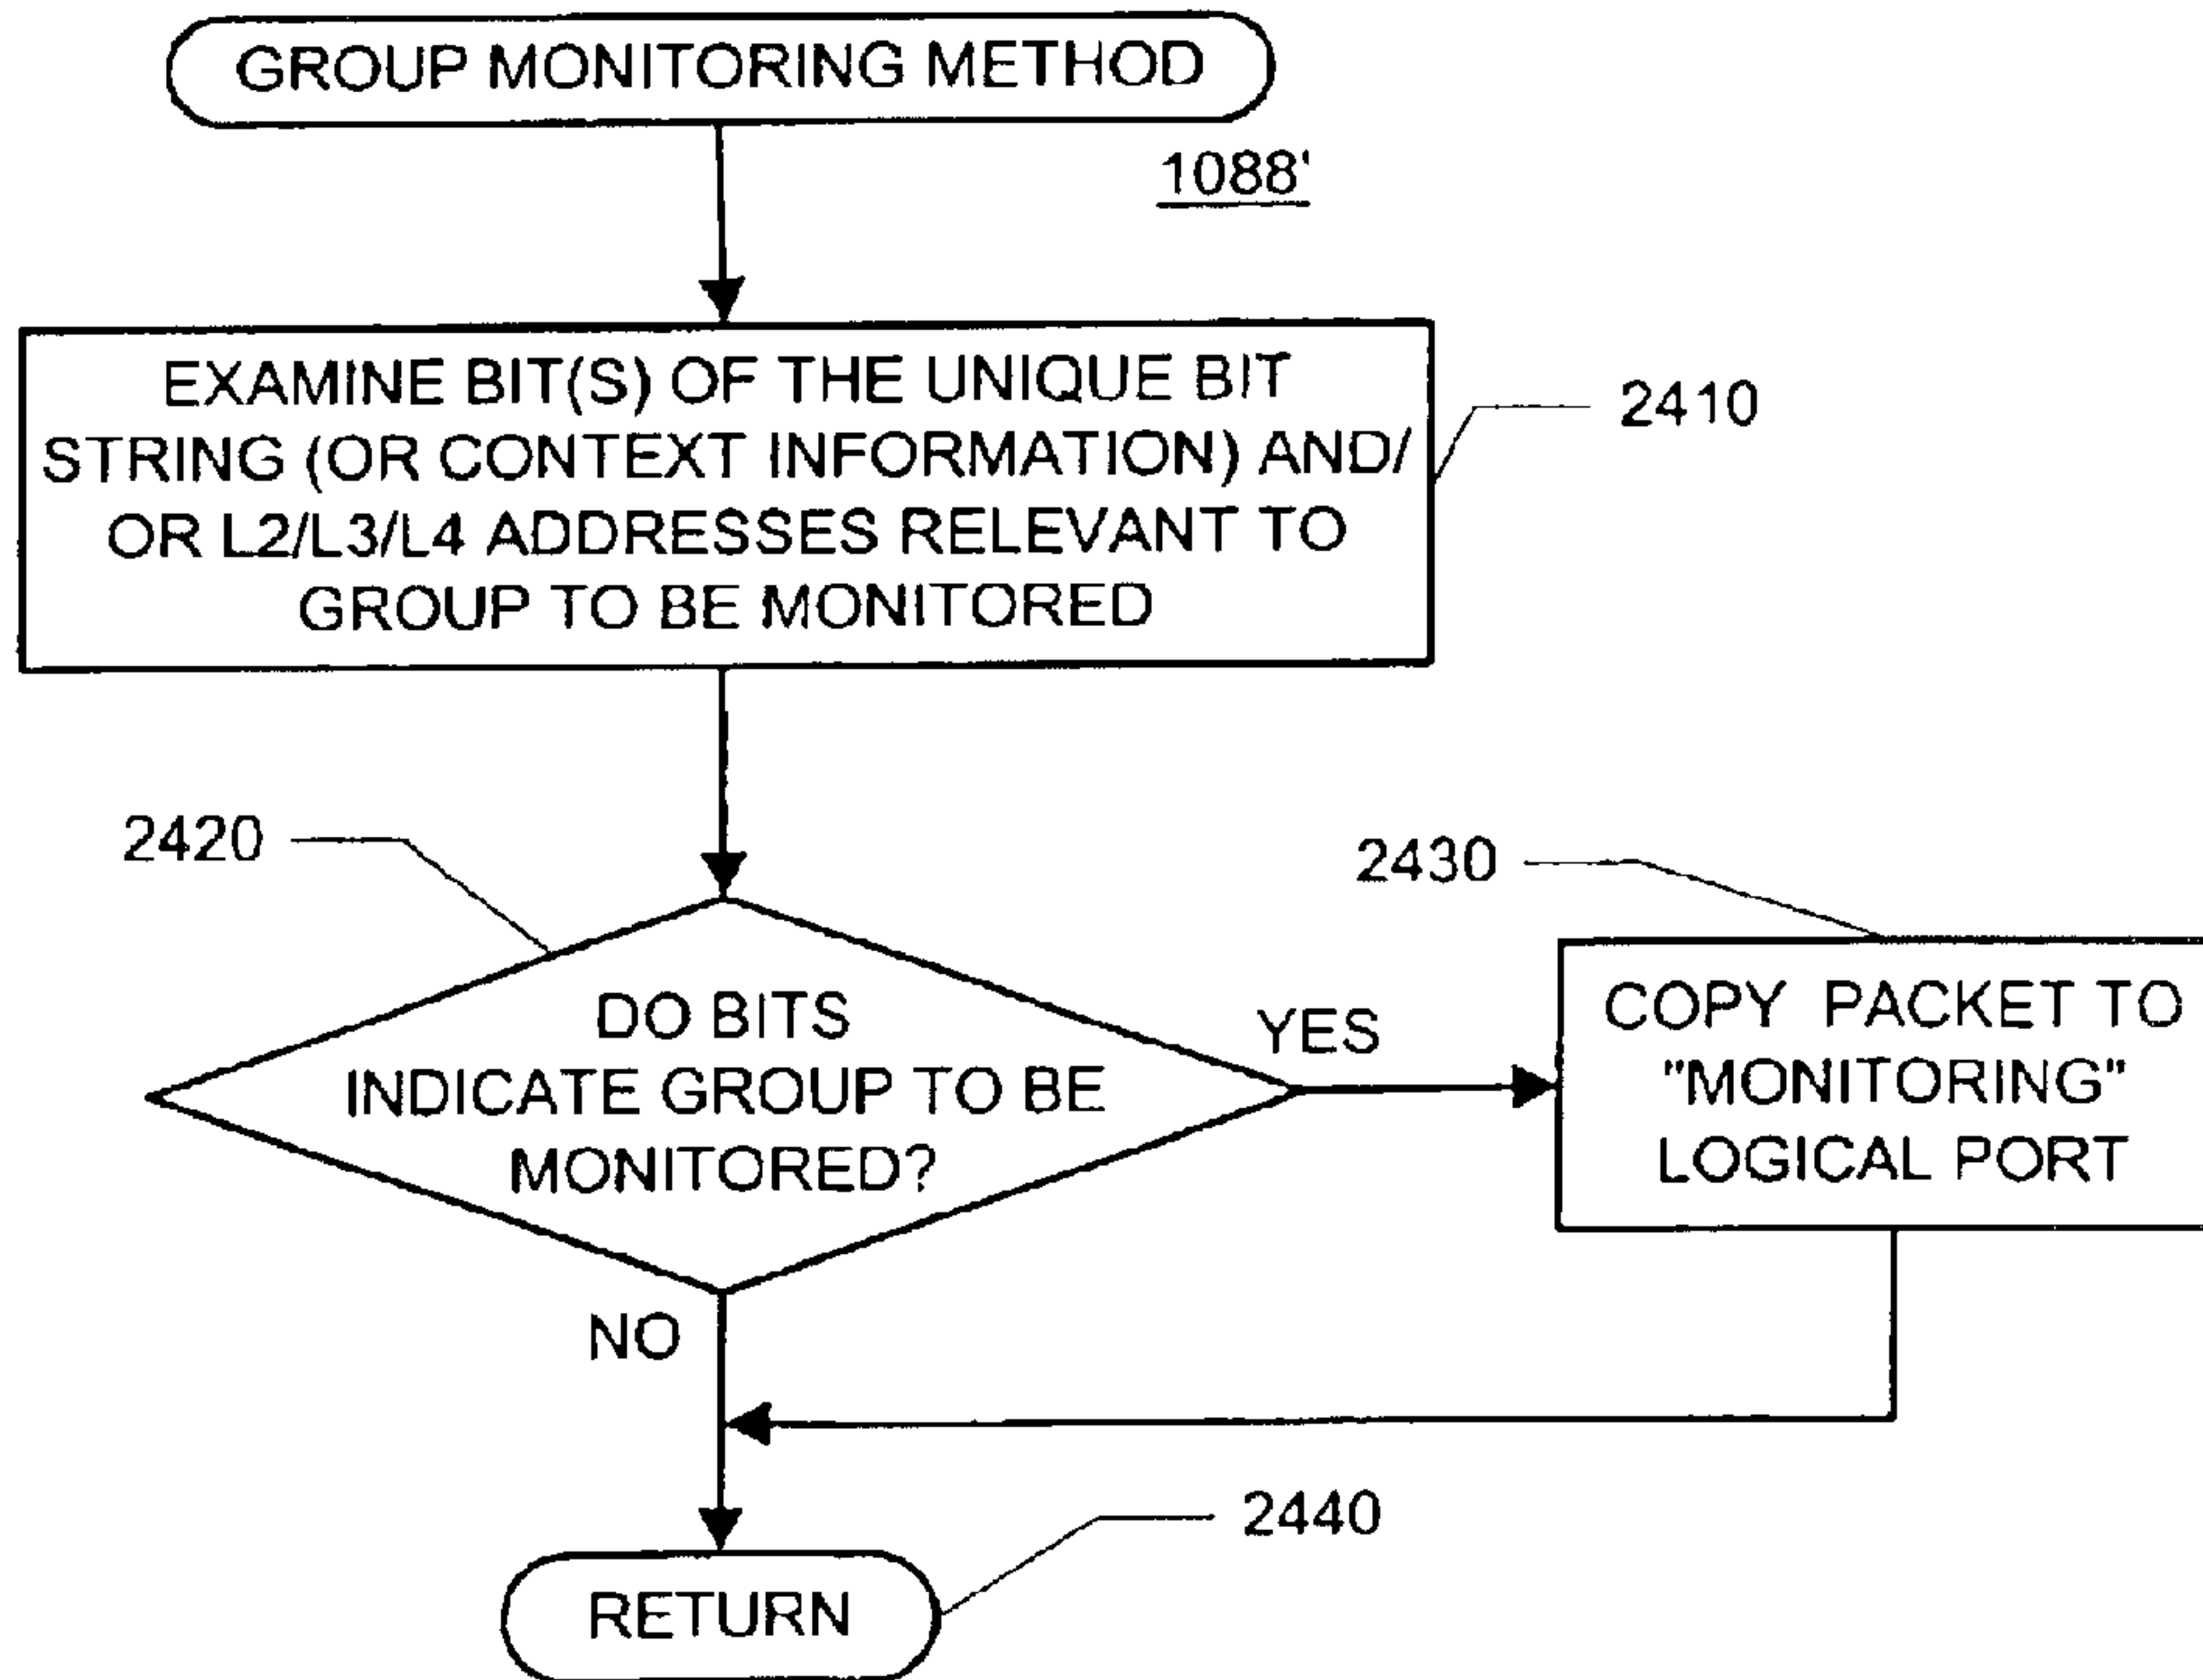 GROUP MONITORING METHOD
1088'
EXAMINE BIT(S) OF THE UNIQUE BIT
STRING (OR CONTEXT INFORMATION) AND/
OR L2/L3/L4 ADDRESSES RELEVANT TO
GROUP TO BE MONITORED
2410
2420
DO BITS
INDICATE GROUP TO BE
MONITORED?
YES
2430
COPY PACKET TO
"MONITORING"
LOGICAL PORT
NO
2440
RETURN